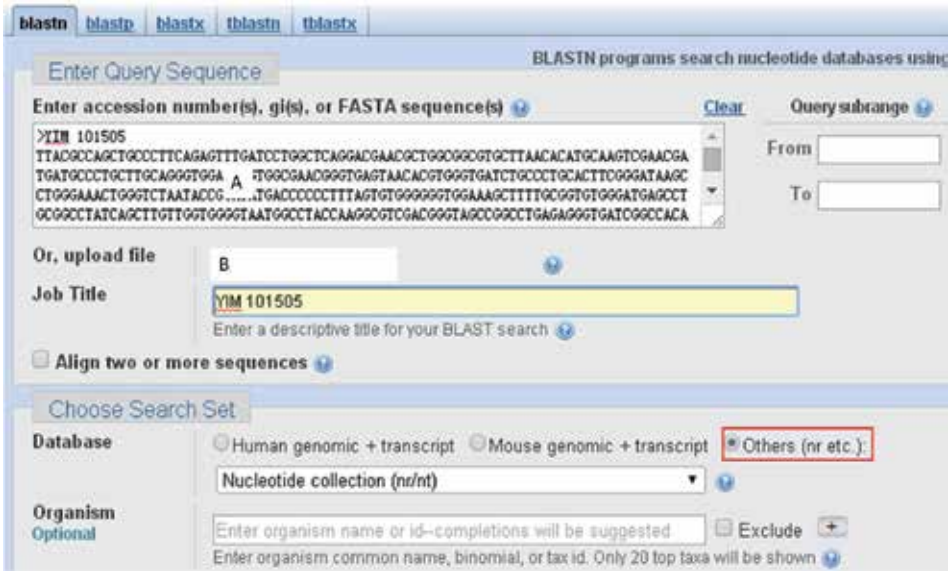 blastn blastp blastx tblastn tblastx
BLASTN programs search nucleotide databases using
Enter Query Sequence
Enter accession number(s), gi(s), or FASTA sequence(s) Clear Query subrange
>YIM 101505
TTACGCCAGCTGCCCTTCAGAGTTTGATCCTGGCTCAGGACGAACGCTGGCGGCGTGCTTAACACATGCAAGTCGAACGA
TGATGCCCTGCTTGCAGGGTGGA A GTGGCGAACGGGTGAGTAACACGTGGGTGATCTGCCCTGCACTTCGGGATAAGC
CTGGGAAACTGGGTCTAATACCG......TGACCCCCCTTTAGTGTGGGGGGTGGAAAGCTTTTGCGGTGTGGGATGAGCCT
GCGGCCTATCAGCTTGTTGGTGGGGTAATGGCCTACCAAGGCGTCGACGGGTAGCCGGCCTGAGAGGGTGATCGGCCACA
From
To
Or, upload file B
Job Title YIM 101505
Enter a descriptive title for your BLAST search
Align two or more sequences
Choose Search Set
Database Human genomic + transcript Mouse genomic + transcript Others (nr etc.):
Nucleotide collection (nr/nt)
Organism
Optional
Enter organism name or id--completions will be suggested Exclude +
Enter organism common name, binomial, or tax id. Only 20 top taxa will be shown